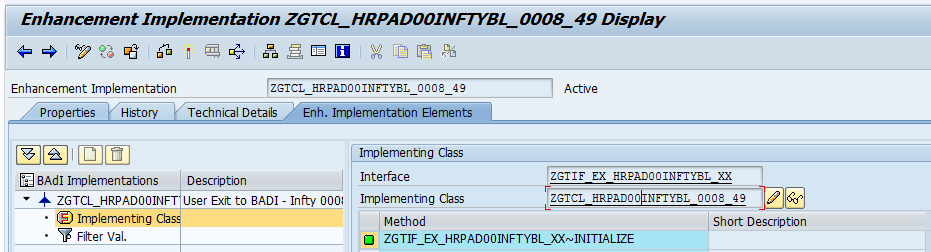 Enhancement Implementation ZGTCL_HRPAD00INFTYBL_0008_49 Display
Enhancement Implementation ZGTCL_HRPAD00INFTYBL_0008_49 Active
Properties History Technical Details Enh. Implementation Elements
Implementing Class
BAdI Implementations Description
Interface ZGTIF_EX_HRPAD00INFTYBL_XX
ZGTCL_HRPAD00INFT User Exit to BADI - Infty 0008
Implementing Class ZGTCL_HRPAD00INFTYBL_0008_49
Implementing Class
Filter Val.
Method Short Description
ZGTIF_EX_HRPAD00INFTYBL_XX~INITIALIZE